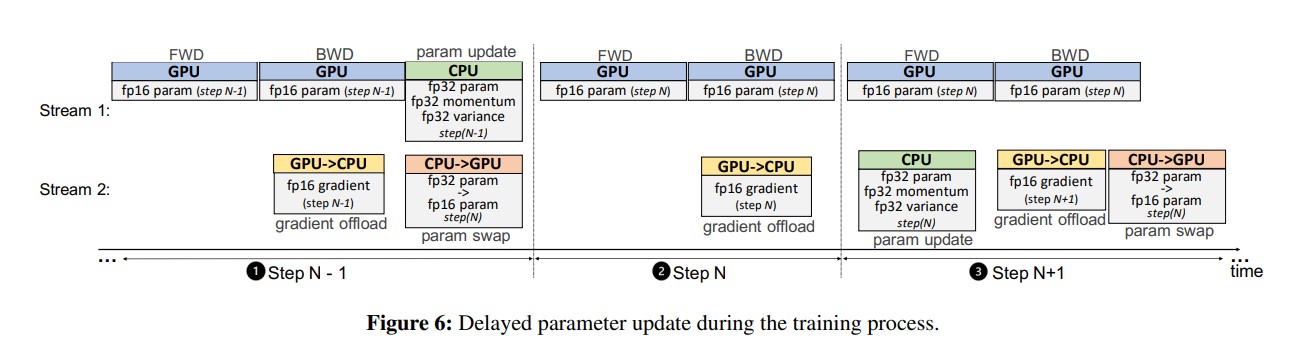 FWD BWD param update FWD BWD FWD BWD
GPU GPU CPU GPU GPU GPU GPU
fp16 param (step N-1) fp16 param (step N-1) fp32 param fp16 param (step N) fp16 param (step N) fp16 param (step N) fp16 param (step N)
fp32 momentum
Stream 1:
fp32 variance
step(N-1)
GPU->CPU CPU->GPU GPU->CPU CPU GPU->CPU CPU->GPU
Stream 2:
fp16 gradient
(step N-1)
gradient offload
fp32 param
->
fp16 param
step(N)
param swap
fp16 gradient
(step N)
gradient offload
fp32 param
fp32 momentum
fp32 variance
step(N)
param update
fp16 gradient
(step N+1)
gradient offload
fp32 param
->
fp16 param
step(N)
param swap
... 1 Step N - 1 2 Step N 3 Step N+1 ...
time
Figure 6: Delayed parameter update during the training process.